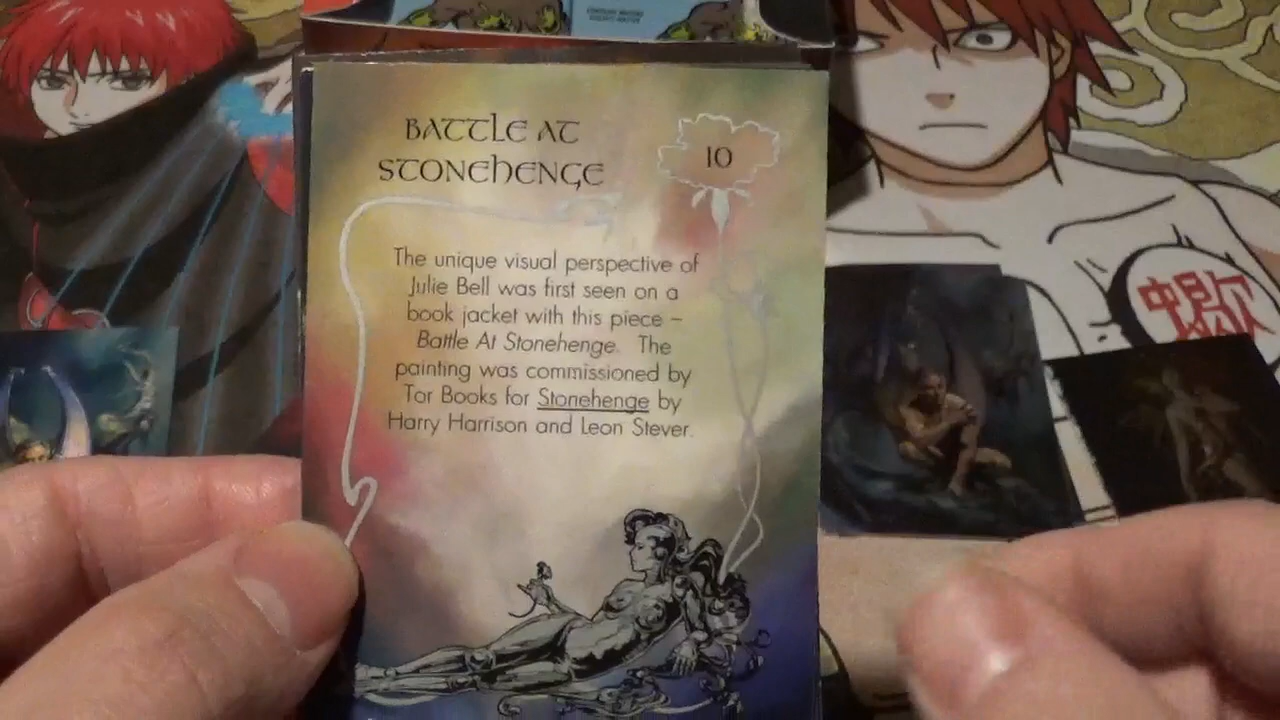 BATTLE AT
STONEHENGE
10
The unique visual perspective of
Julie Bell was first seen on a
book jacket with this piece –
Battle At Stonehenge. The
painting was commissioned by
Tor Books for Stonehenge by
Harry Harrison and Leon Stever.